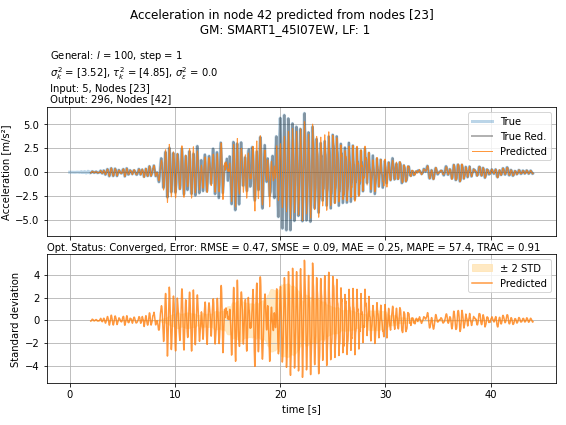 Acceleration in node 42 predicted from nodes [23]
GM: SMART1_45I07EW, LF: 1
General: l = 100, step = 1
σ²ₖ = [3.52], τ²ₖ = [4.85], σ²ε = 0.0
Input: 5, Nodes [23]
Output: 296, Nodes [42]
Acceleration [m/s²]
5.0
2.5
0.0
−2.5
−5.0
True
True Red.
Predicted
Opt. Status: Converged, Error: RMSE = 0.47, SMSE = 0.09, MAE = 0.25, MAPE = 57.4, TRAC = 0.91
Standard deviation
4
2
0
−2
−4
± 2 STD
Predicted
0 10 20 30 40
time [s]